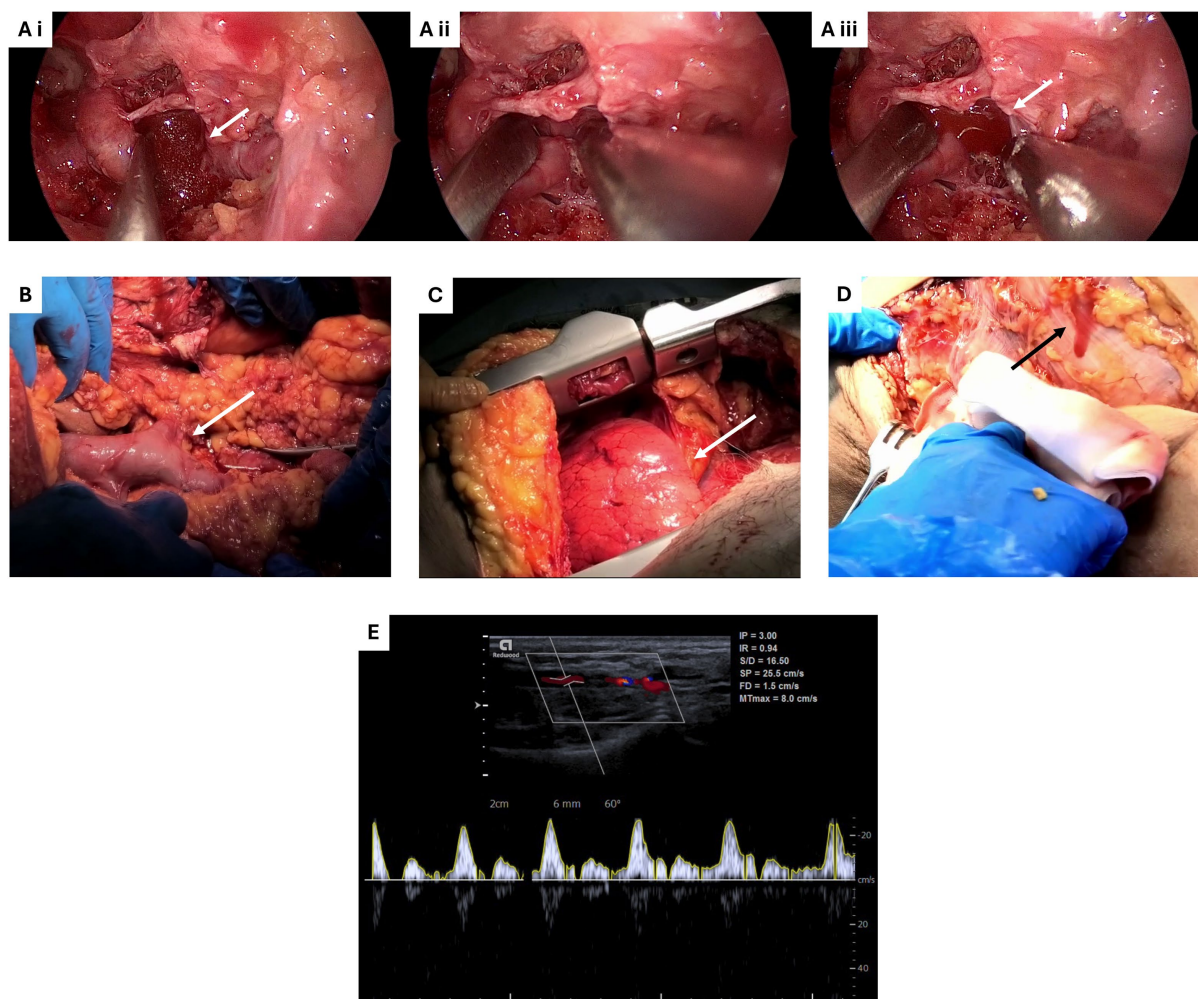 A i
A ii
A iii
B
C
D
E
Redwood
IP = 3.00
IR = 0.94
S/D = 16.50
SP = 25.5 cm/s
FD = 1.5 cm/s
MTmax = 8.0 cm/s
2cm 6 mm 60°
-20
cm/s
20
40